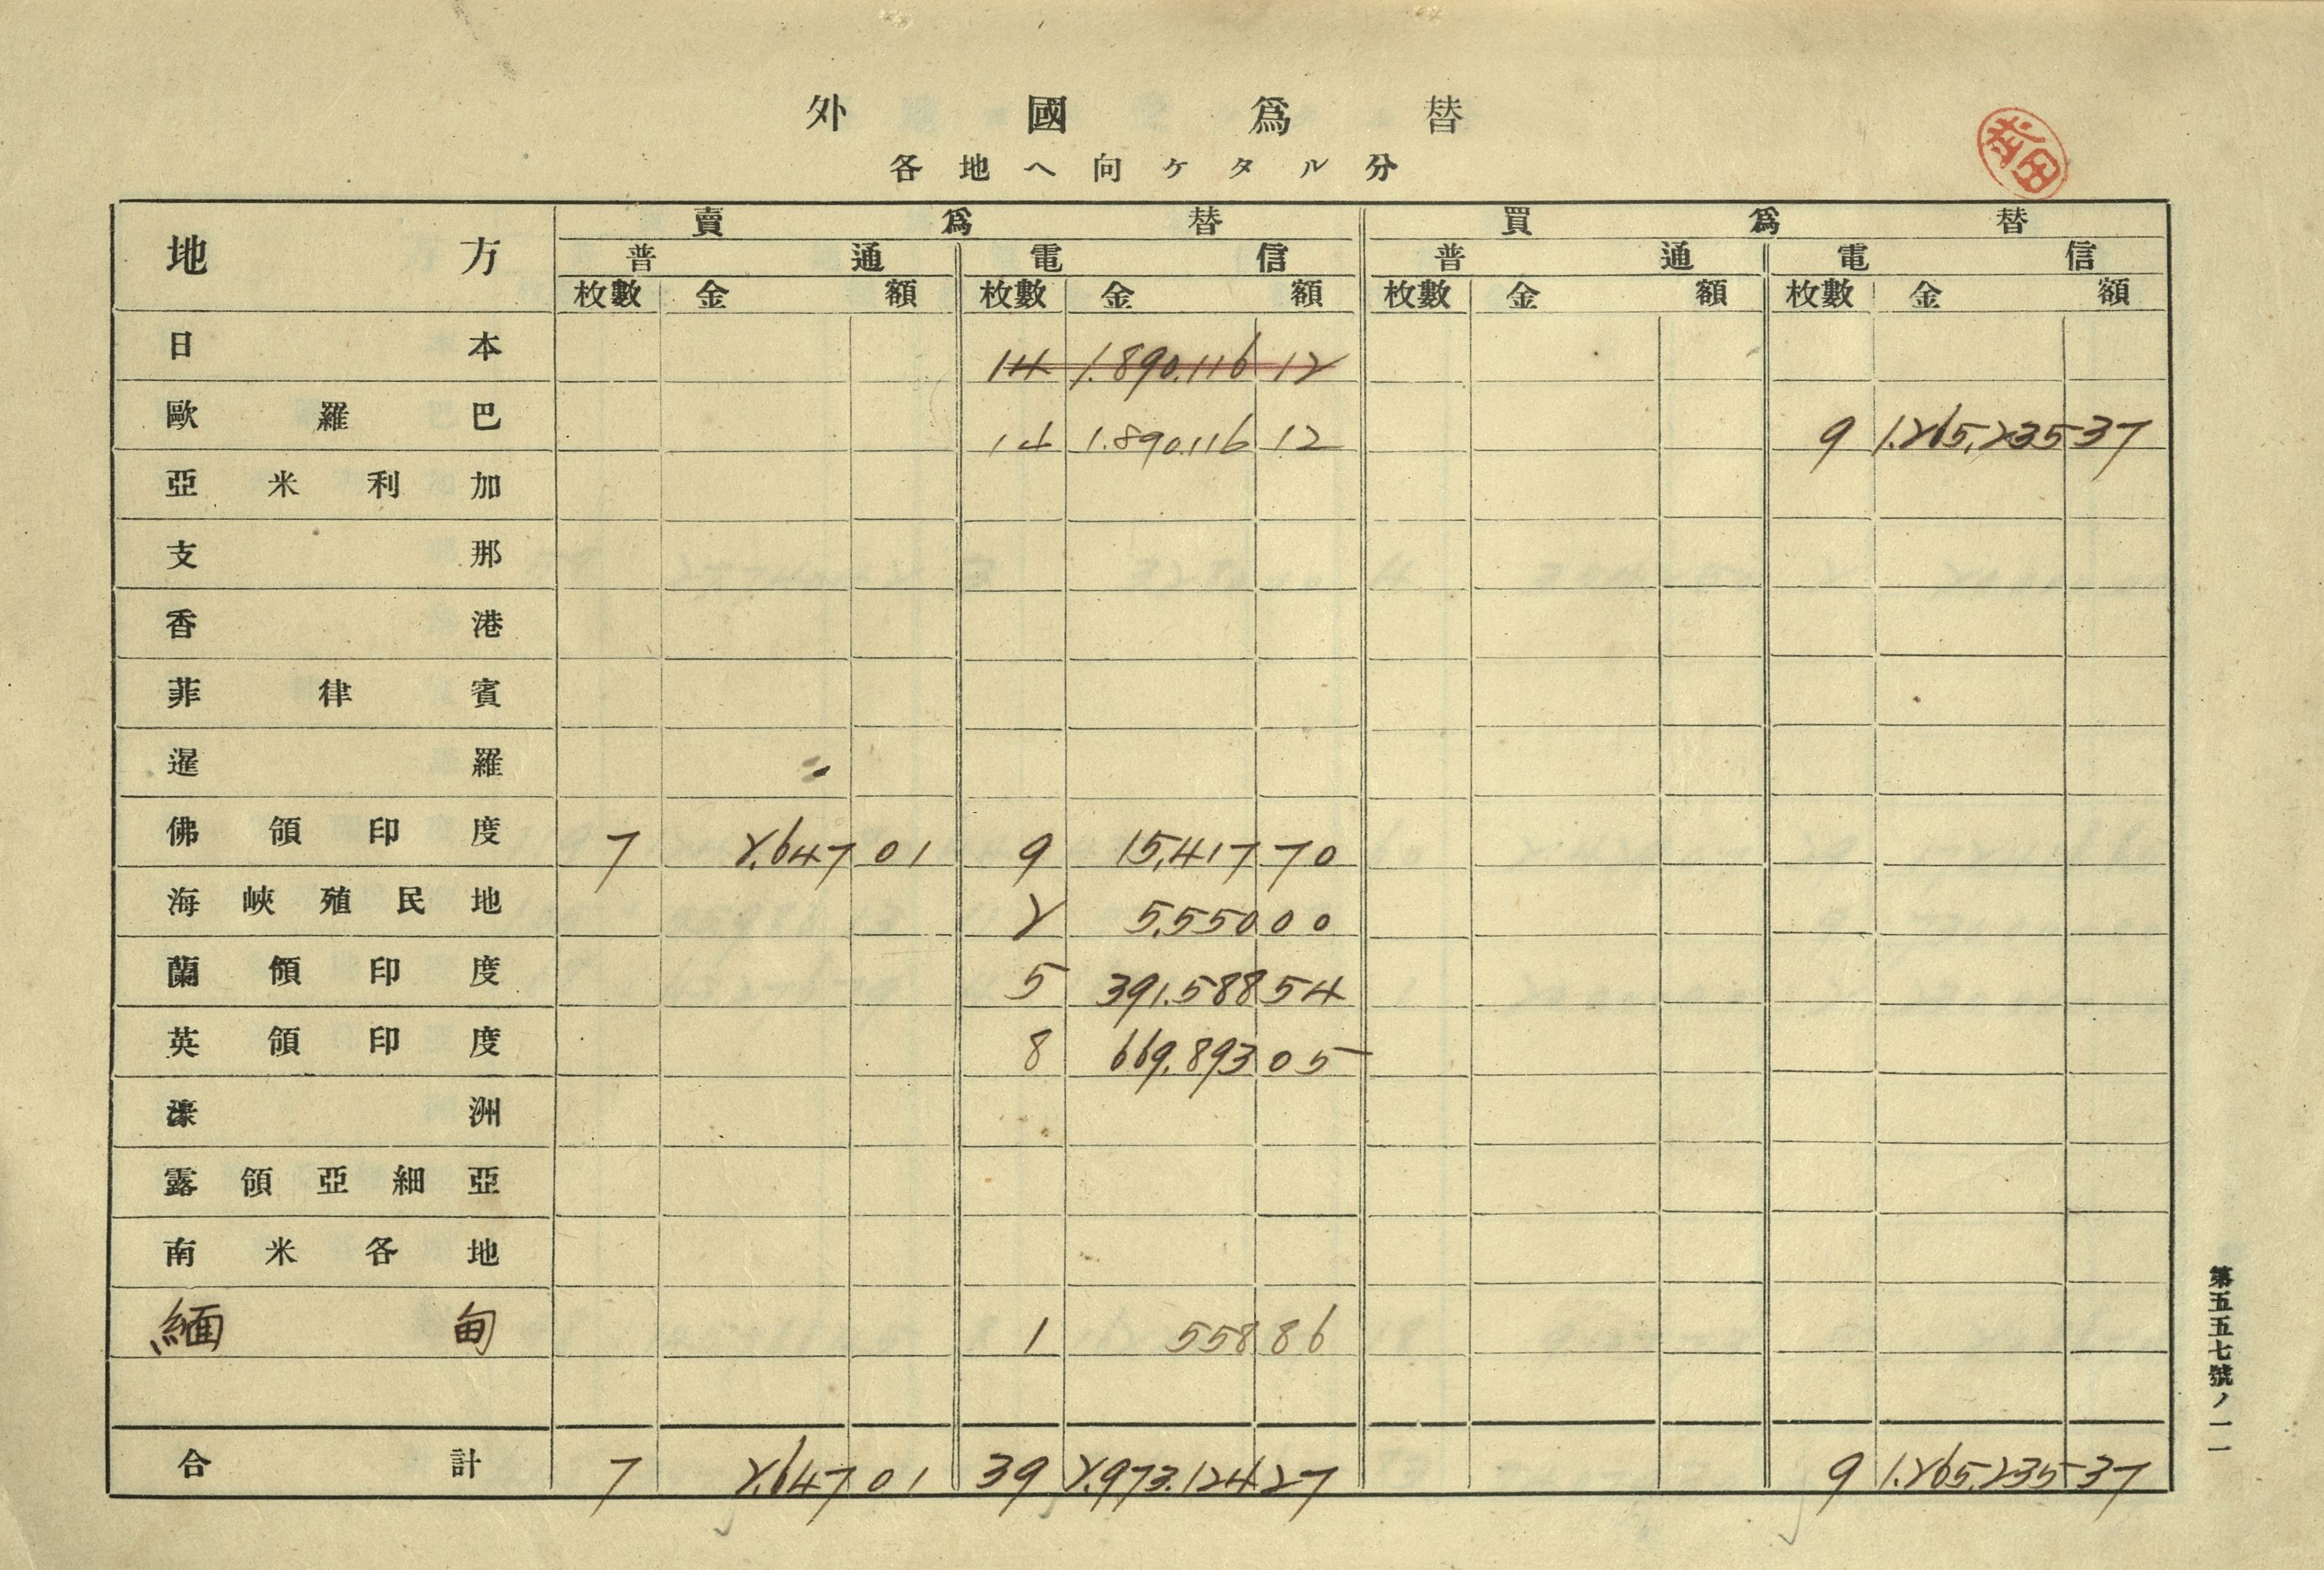 外國爲替
各地へ向ケタル分
武田
地方 賣爲替 買爲替
普通 電信 普通 電信
枚數 金額 枚數 金額 枚數 金額 枚數 金額
日本 14 1.890.116 12
歐羅巴 14 1.890.116 12 9 1.265.235 37
亞米利加
支那
香港
菲律賓
暹羅
佛領印度 7 2.647 01 9 15.417 70
海峽殖民地 2 5.550 00
蘭領印度 5 391.588 54
英領印度 8 669.893 05
濠洲
露領亞細亞
南米各地
緬甸 1 558 86
合計 7 2.647 01 39 2.973.124 27 9 1.265.235 37
第五五七號ノ一一